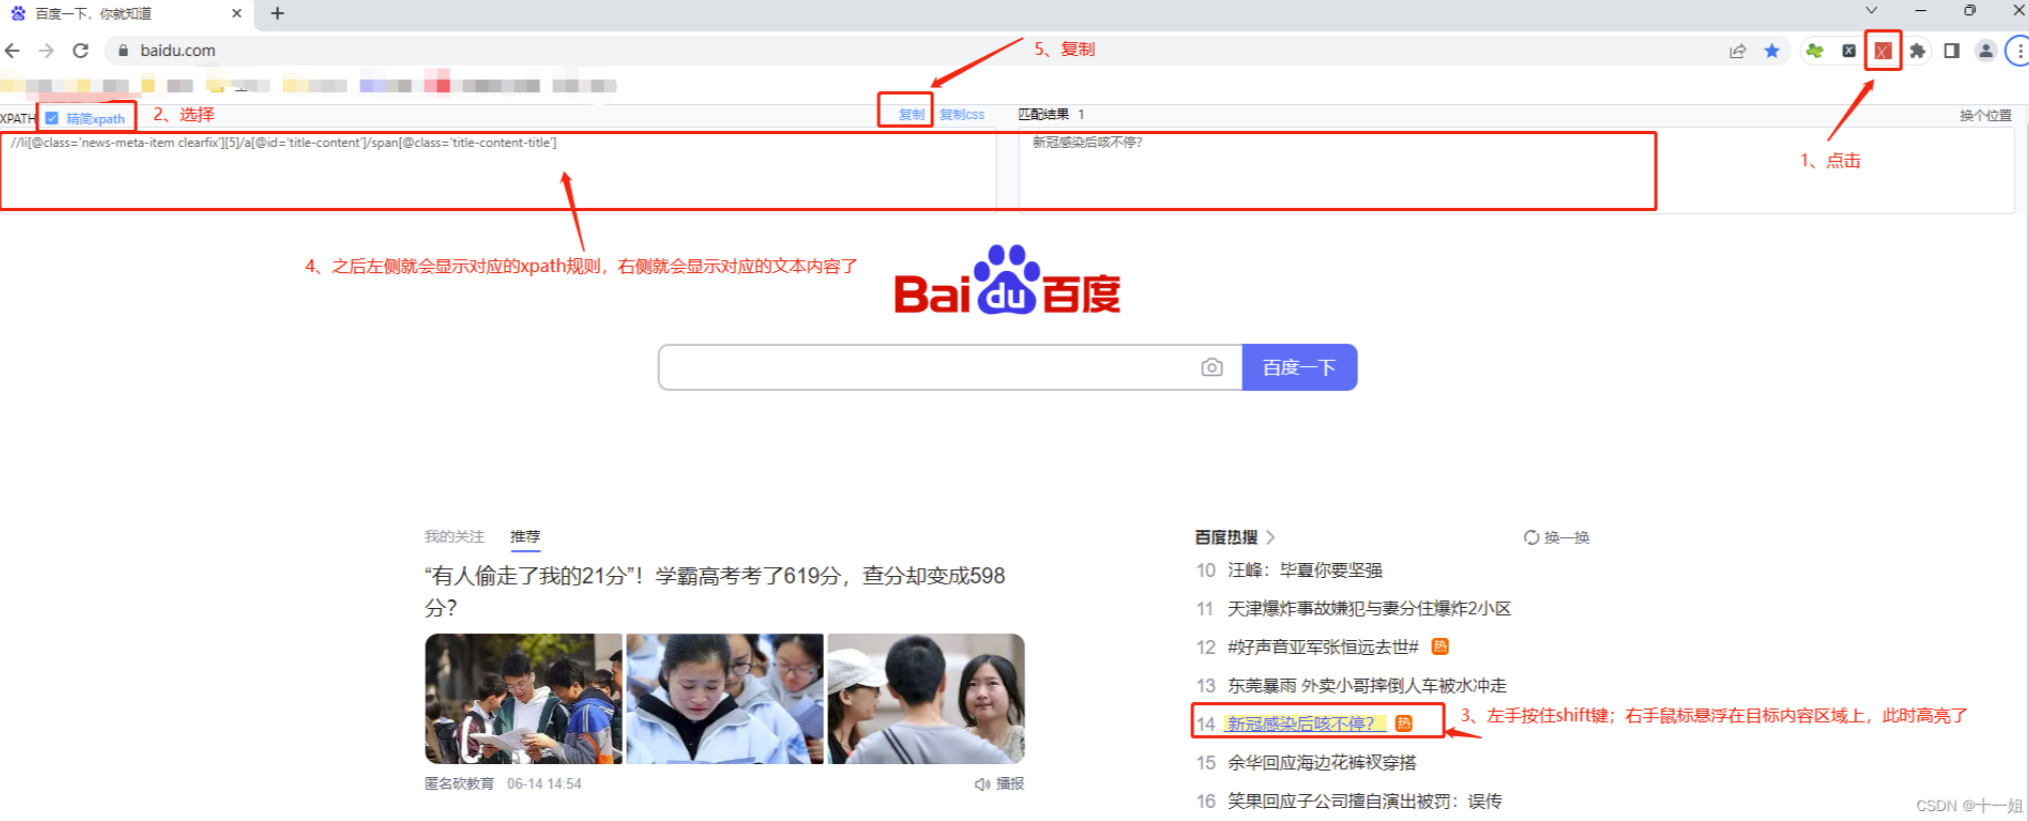 百度一下，你就知道
baidu.com
5、复制
XPATH 精简xpath
2、选择
复制 复制css
匹配结果 1
换个位置
//li[@class='news-meta-item clearfix'][5]/a[@id='title-content']/span[@class='title-content-title']
新冠感染后咳不停?
1、点击
4、之后左侧就会显示对应的xpath规则，右侧就会显示对应的文本内容了
Bai du 百度
百度一下
我的关注 推荐
“有人偷走了我的21分”！学霸高考考了619分，查分却变成598
分？
匿名砍教育 06-14 14:54
播报
百度热搜
换一换
10 汪峰：毕夏你要坚强
11 天津爆炸事故嫌犯与妻分住爆炸2小区
12 #好声音亚军张恒远去世# 热
13 东莞暴雨 外卖小哥摔倒人车被水冲走
14 新冠感染后咳不停？ 热
3、左手按住shift键；右手鼠标悬浮在目标内容区域上，此时高亮了
15 余华回应海边花裤衩穿搭
16 笑果回应子公司擅自演出被罚：误传
CSDN @十一姐